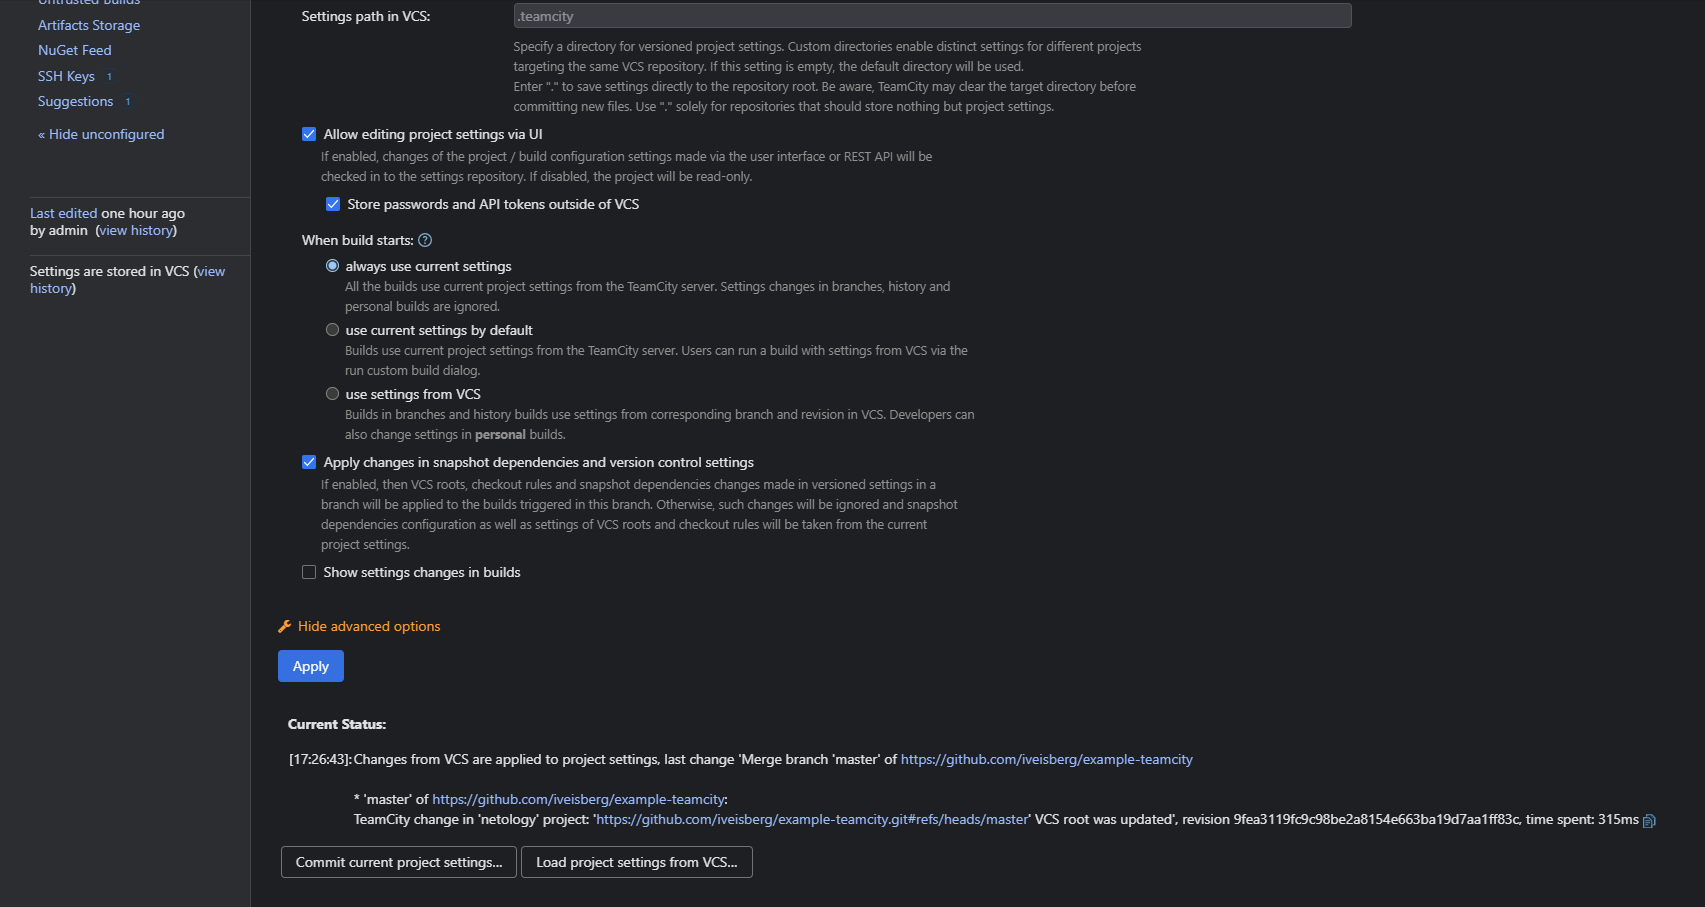 Untrusted Builds
Artifacts Storage
NuGet Feed
SSH Keys 1
Suggestions 1
« Hide unconfigured
Last edited one hour ago
by admin (view history)
Settings are stored in VCS (view
history)
Settings path in VCS:
.teamcity
Specify a directory for versioned project settings. Custom directories enable distinct settings for different projects
targeting the same VCS repository. If this setting is empty, the default directory will be used.
Enter "." to save settings directly to the repository root. Be aware, TeamCity may clear the target directory before
committing new files. Use "." solely for repositories that should store nothing but project settings.
Allow editing project settings via UI
If enabled, changes of the project / build configuration settings made via the user interface or REST API will be
checked in to the settings repository. If disabled, the project will be read-only.
Store passwords and API tokens outside of VCS
When build starts: ?
always use current settings
All the builds use current project settings from the TeamCity server. Settings changes in branches, history and
personal builds are ignored.
use current settings by default
Builds use current project settings from the TeamCity server. Users can run a build with settings from VCS via the
run custom build dialog.
use settings from VCS
Builds in branches and history builds use settings from corresponding branch and revision in VCS. Developers can
also change settings in personal builds.
Apply changes in snapshot dependencies and version control settings
If enabled, then VCS roots, checkout rules and snapshot dependencies changes made in versioned settings in a
branch will be applied to the builds triggered in this branch. Otherwise, such changes will be ignored and snapshot
dependencies configuration as well as settings of VCS roots and checkout rules will be taken from the current
project settings.
Show settings changes in builds
Hide advanced options
Apply
Current Status:
[17:26:43]: Changes from VCS are applied to project settings, last change 'Merge branch 'master' of https://github.com/iveisberg/example-teamcity
* 'master' of https://github.com/iveisberg/example-teamcity:
TeamCity change in 'netology' project: 'https://github.com/iveisberg/example-teamcity.git#refs/heads/master' VCS root was updated', revision 9fea3119fc9c98be2a8154e663ba19d7aa1ff83c, time spent: 315ms
Commit current project settings...
Load project settings from VCS...